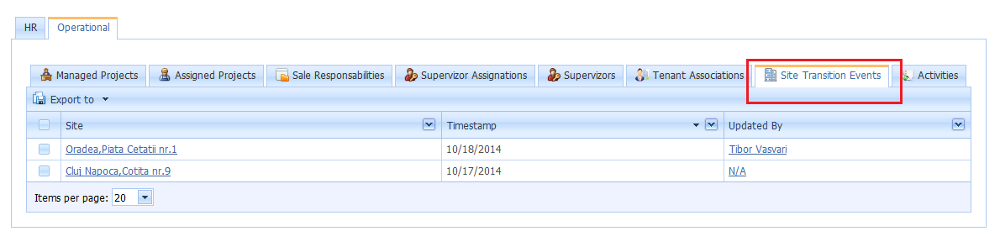 HR Operational
Managed Projects Assigned Projects Sale Responsabilities Supervisor Assignations Supervisors Tenant Associations Site Transition Events Activities
Export to
Site Timestamp Updated By
Oradea,Piata Cetatii nr.1 10/18/2014 Tibor Vasvari
Cluj Napoca,Cotita nr.9 10/17/2014 N/A
Items per page: 20